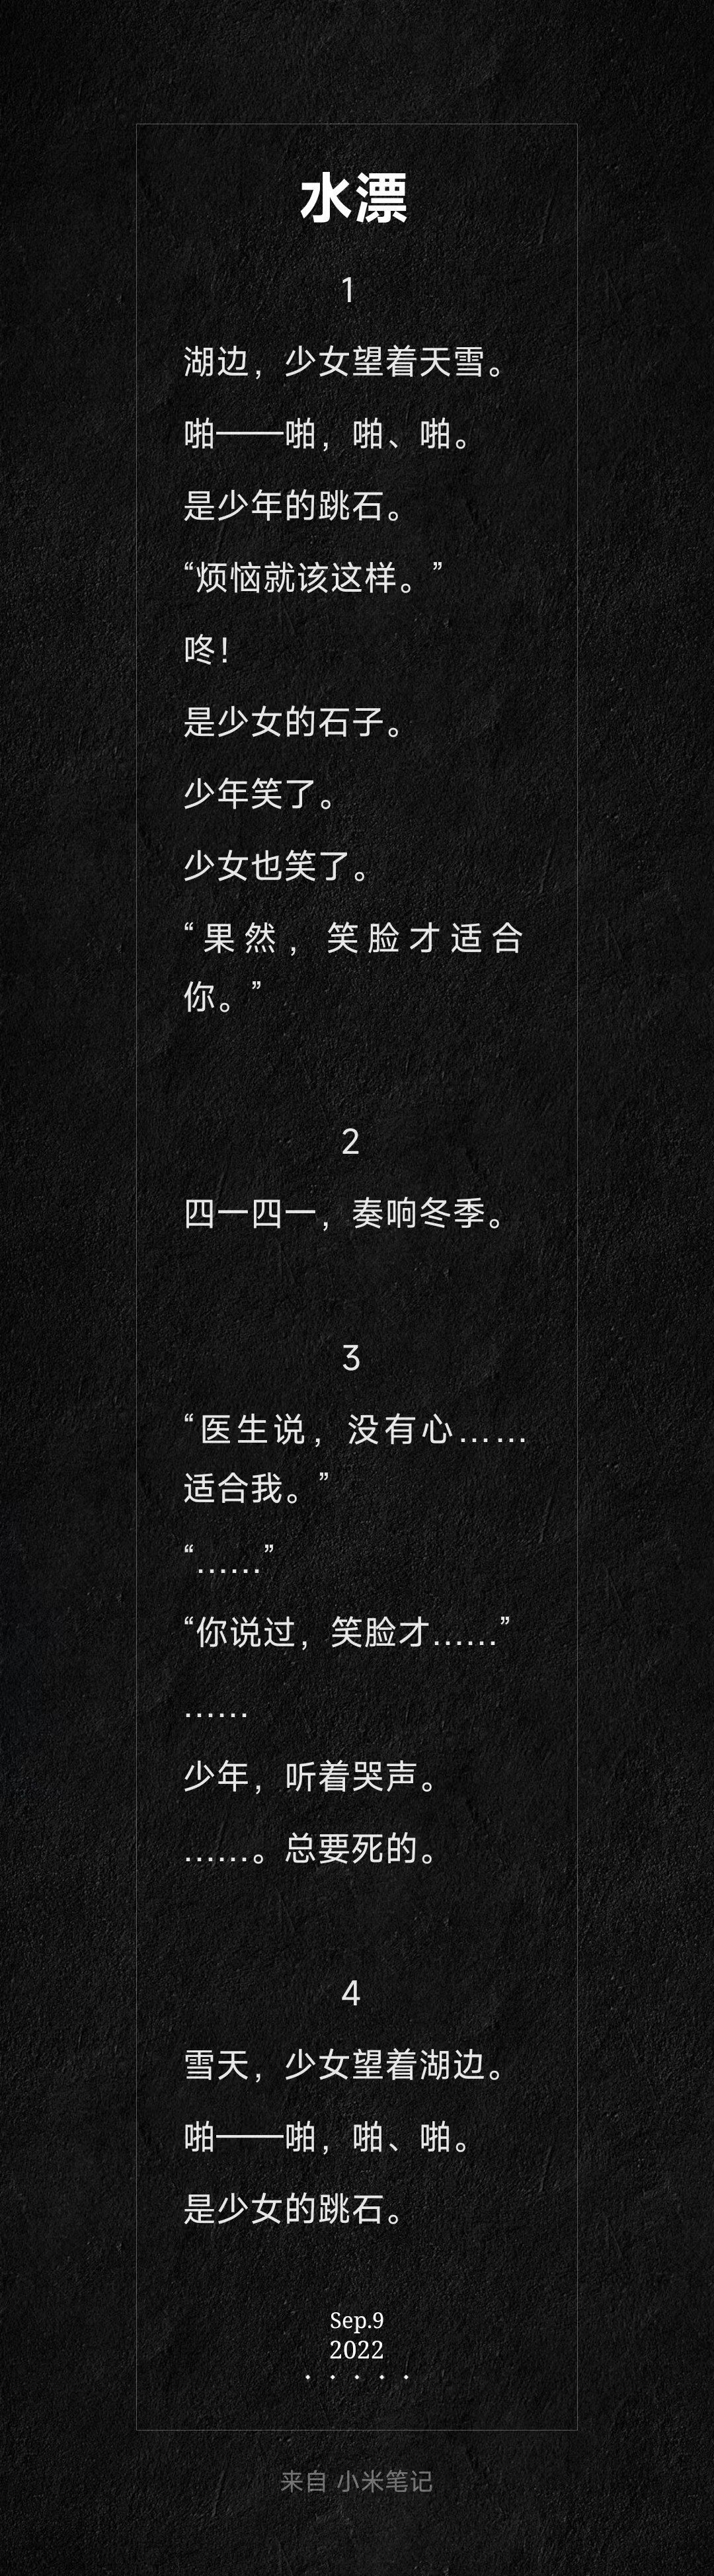 水漂
1
湖边，少女望着天雪。
啪——啪，啪、啪。
是少年的跳石。
“烦恼就该这样。”
咚！
是少女的石子。
少年笑了。
少女也笑了。
“果然，笑脸才适合
你。”
2
四一四一，奏响冬季。
3
“医生说，没有心……
适合我。”
“……”
“你说过，笑脸才……”
……
少年，听着哭声。
……。总要死的。
4
雪天，少女望着湖边。
啪——啪，啪、啪。
是少女的跳石。
Sep.9
2022
来自 小米笔记